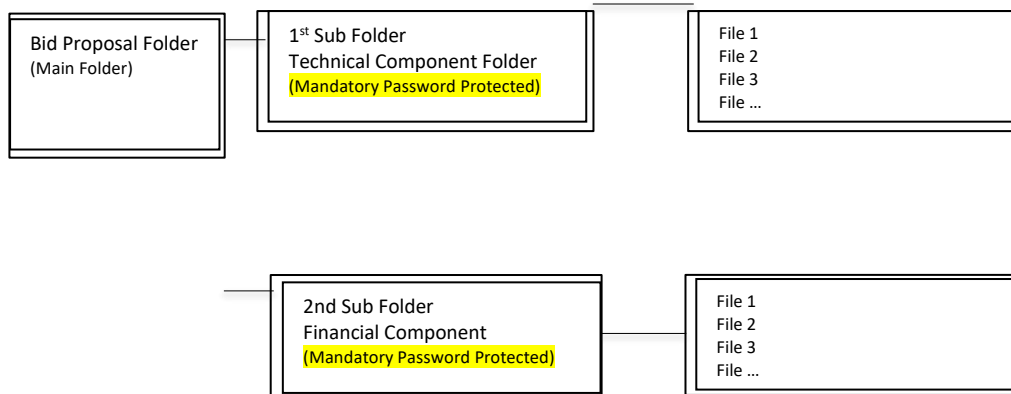 Bid Proposal Folder
(Main Folder)
1st Sub Folder
Technical Component Folder
(Mandatory Password Protected)
File 1
File 2
File 3
File ...
2nd Sub Folder
Financial Component
(Mandatory Password Protected)
File 1
File 2
File 3
File ...